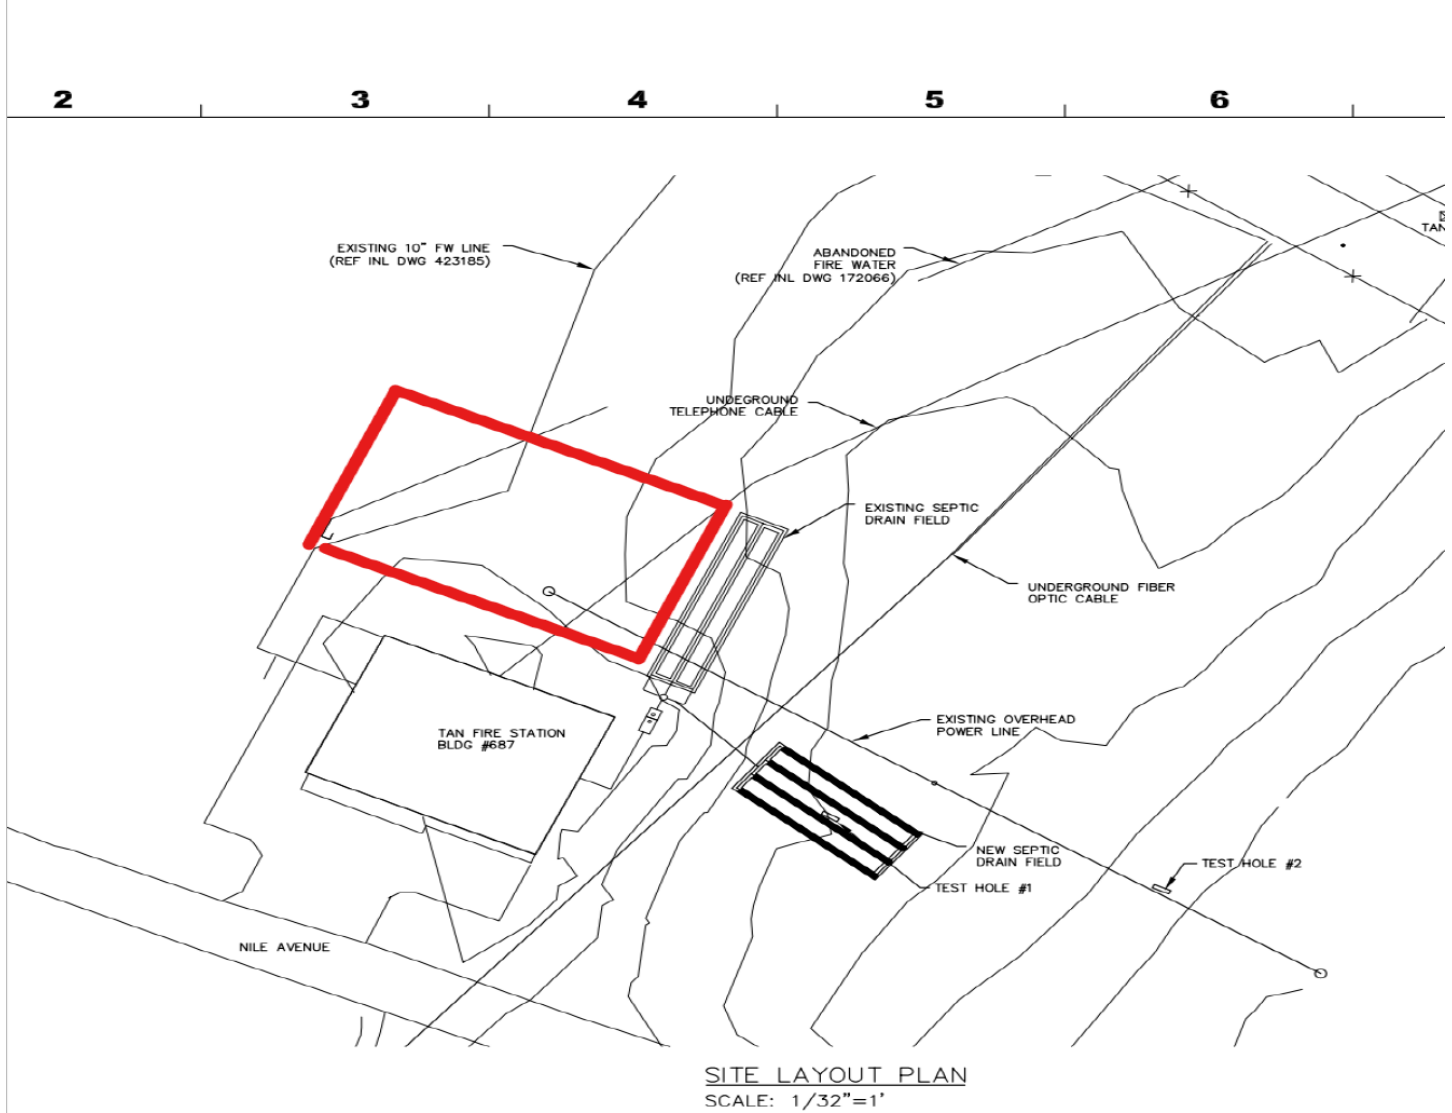 2 3 4 5 6
EXISTING 10" FW LINE
(REF INL DWG 423185)
ABANDONED
FIRE WATER
(REF INL DWG 172066)
TAN
UNDEGROUND
TELEPHONE CABLE
EXISTING SEPTIC
DRAIN FIELD
UNDERGROUND FIBER
OPTIC CABLE
EXISTING OVERHEAD
POWER LINE
TAN FIRE STATION
BLDG #687
NEW SEPTIC
DRAIN FIELD
TEST HOLE #2
TEST HOLE #1
NILE AVENUE
SITE LAYOUT PLAN
SCALE: 1/32"=1'